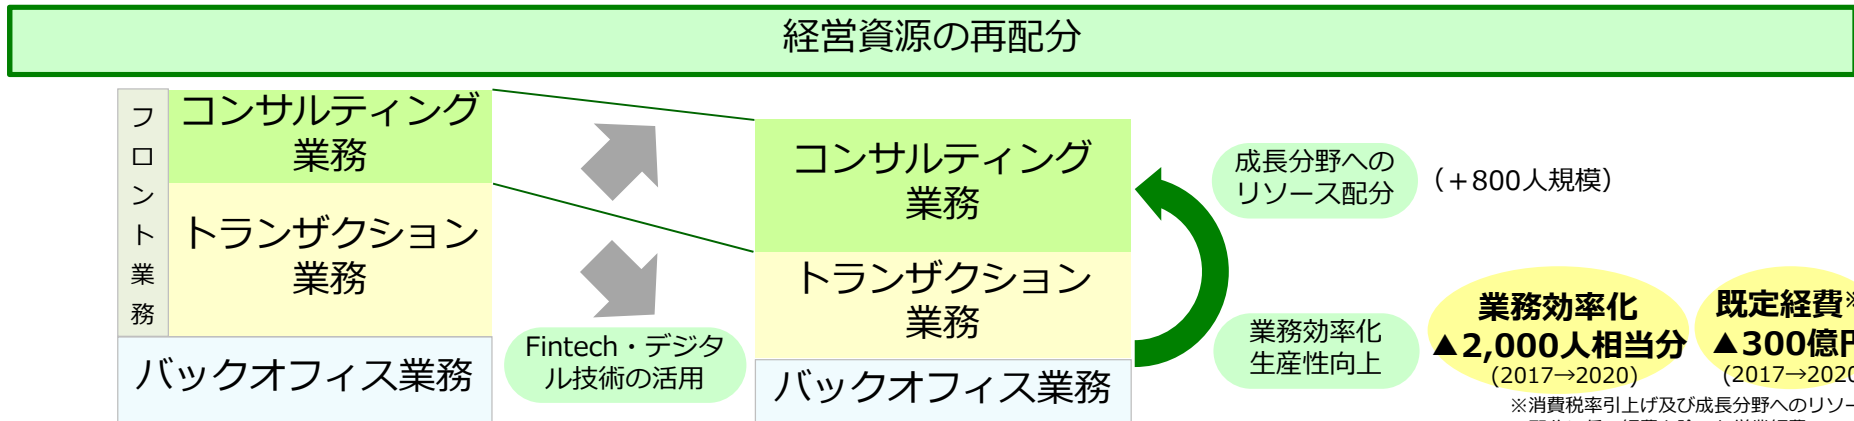 経営資源の再配分
フロント業務
コンサルティング
業務
トランザクション
業務
バックオフィス業務
Fintech・デジタ
ル技術の活用
コンサルティング
業務
トランザクション
業務
バックオフィス業務
成長分野への
リソース配分
（＋800人規模）
業務効率化
生産性向上
業務効率化
▲2,000人相当分
(2017→2020)
既定経費※
▲300億円
(2017→2020
※消費税率引上げ及び成長分野へのリソー